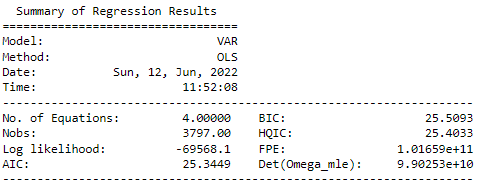 Summary of Regression Results
==================================
Model: VAR
Method: OLS
Date: Sun, 12, Jun, 2022
Time: 11:52:08
--------------------------------------------------------------------
No. of Equations: 4.00000 BIC: 25.5093
Nobs: 3797.00 HQIC: 25.4033
Log likelihood: -69568.1 FPE: 1.01659e+11
AIC: 25.3449 Det(Omega_mle): 9.90253e+10
--------------------------------------------------------------------